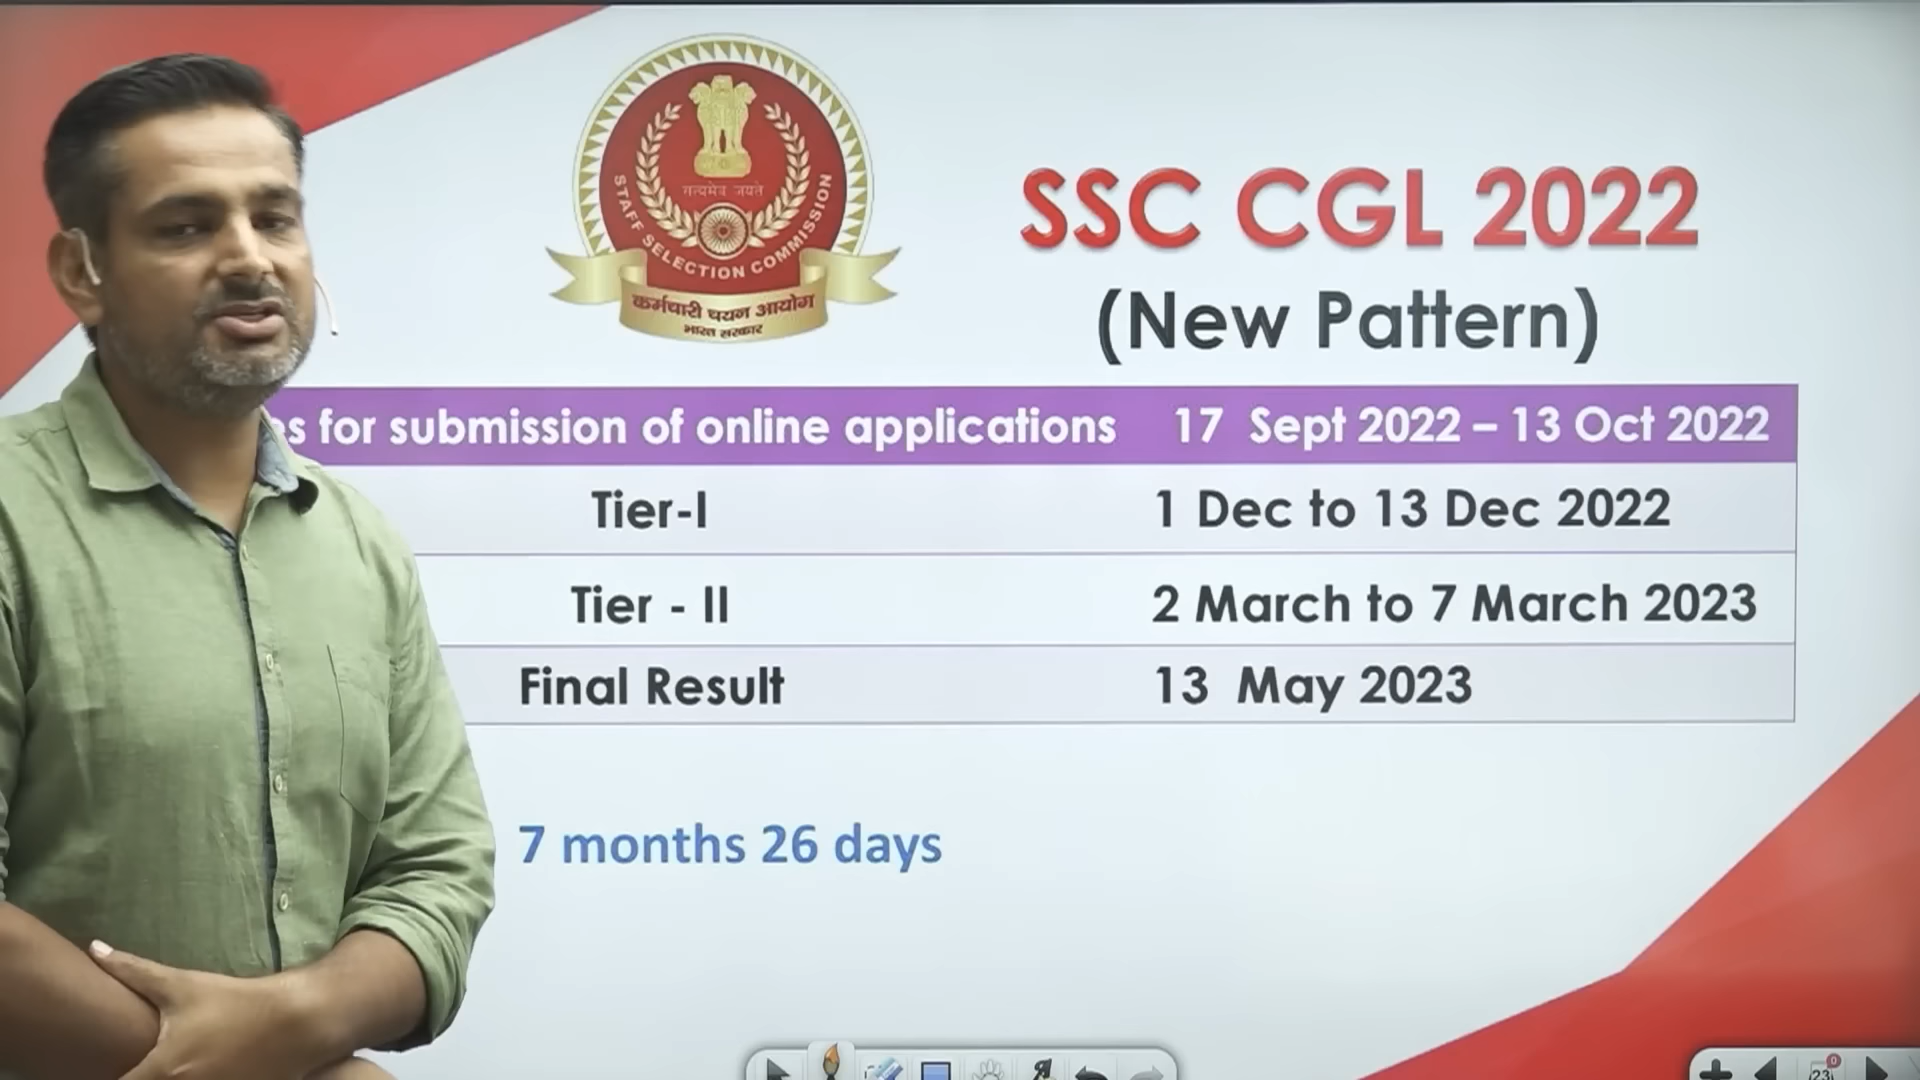 सत्यमेव जयते
STAFF SELECTION COMMISSION
कर्मचारी चयन आयोग
भारत सरकार
SSC CGL 2022
(New Pattern)
for submission of online applications 17 Sept 2022 – 13 Oct 2022
Tier-I 1 Dec to 13 Dec 2022
Tier - II 2 March to 7 March 2023
Final Result 13 May 2023
7 months 26 days
23
0